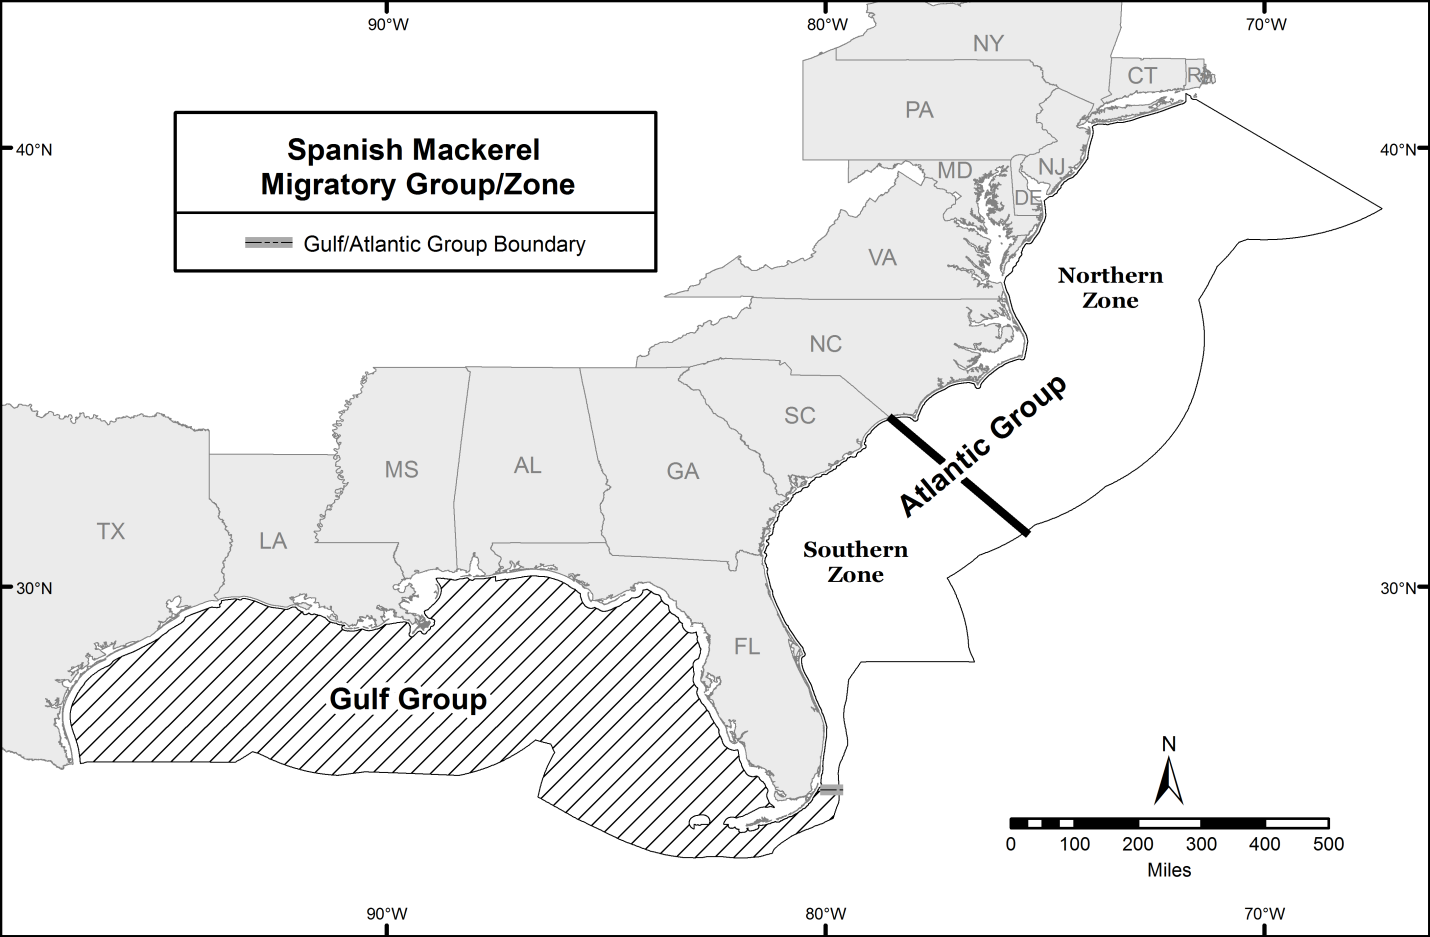 90°W
80°W
70°W
NY
CT
RI
PA
40°N
40°N
Spanish Mackerel
Migratory Group/Zone
NJ
MD
DE
Gulf/Atlantic Group Boundary
VA
Northern
Zone
NC
SC
Atlantic Group
MS
AL
GA
TX
LA
Southern
Zone
30°N
30°N
FL
Gulf Group
N
0
100
200
300
400
500
Miles
90°W
80°W
70°W